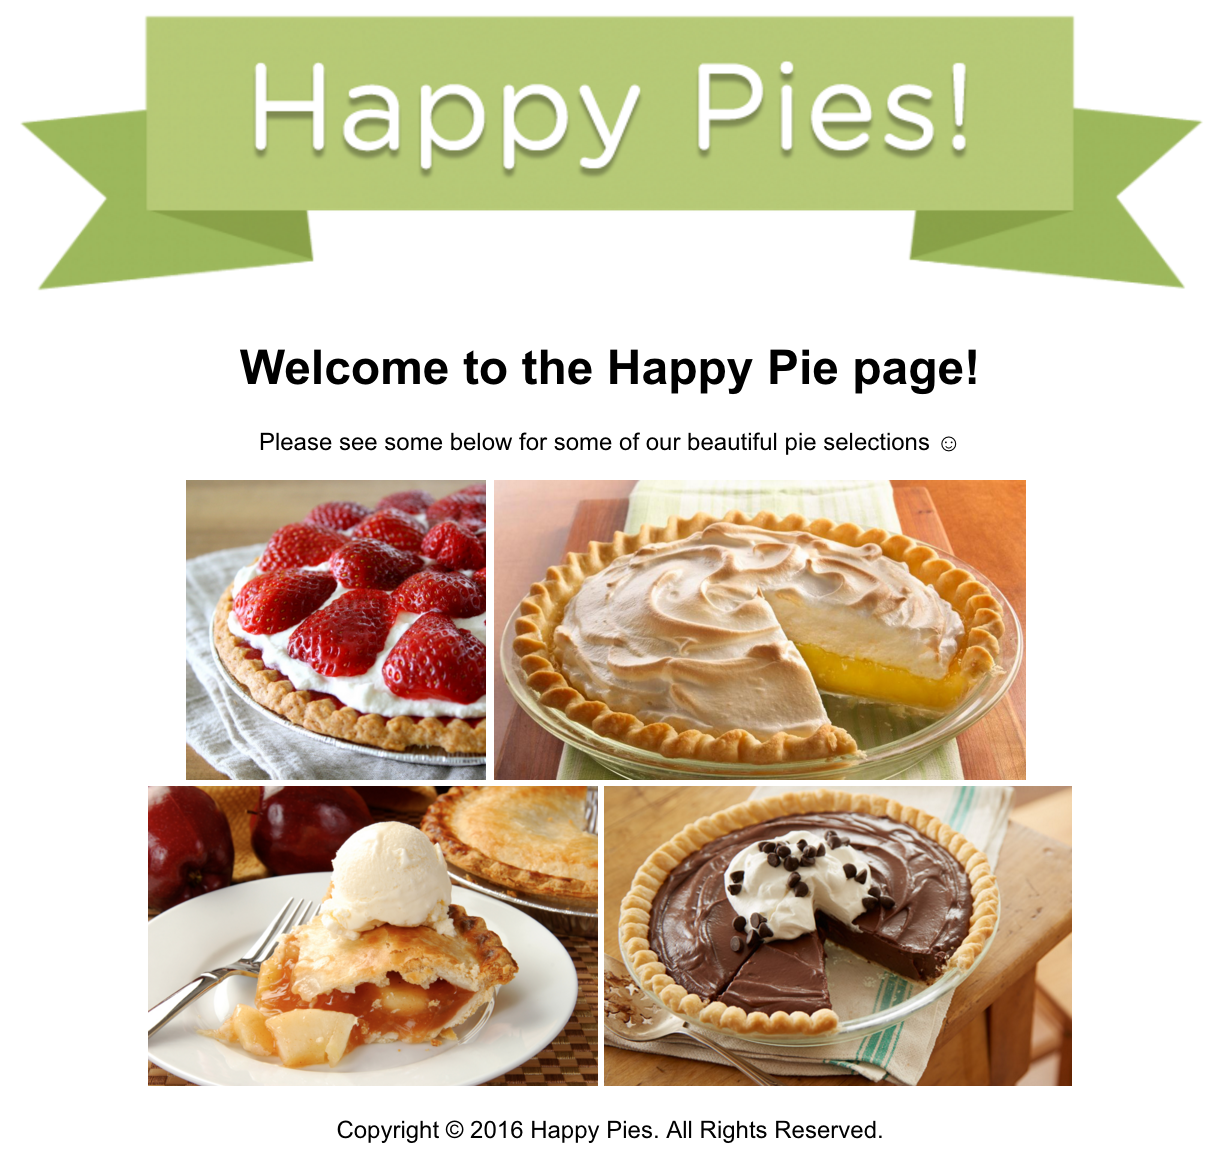 Happy Pies!
Welcome to the Happy Pie page!
Please see some below for some of our beautiful pie selections ☺
Copyright © 2016 Happy Pies. All Rights Reserved.